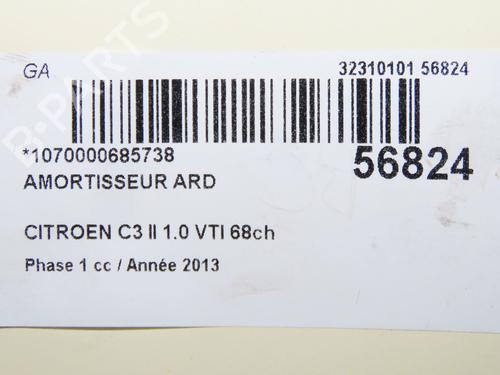 GA
32310101 56824
*1070000685738
56824
AMORTISSEUR ARD
CITROEN C3 II 1.0 VTI 68ch
Phase 1 cc / Année 2013
B-PARTS